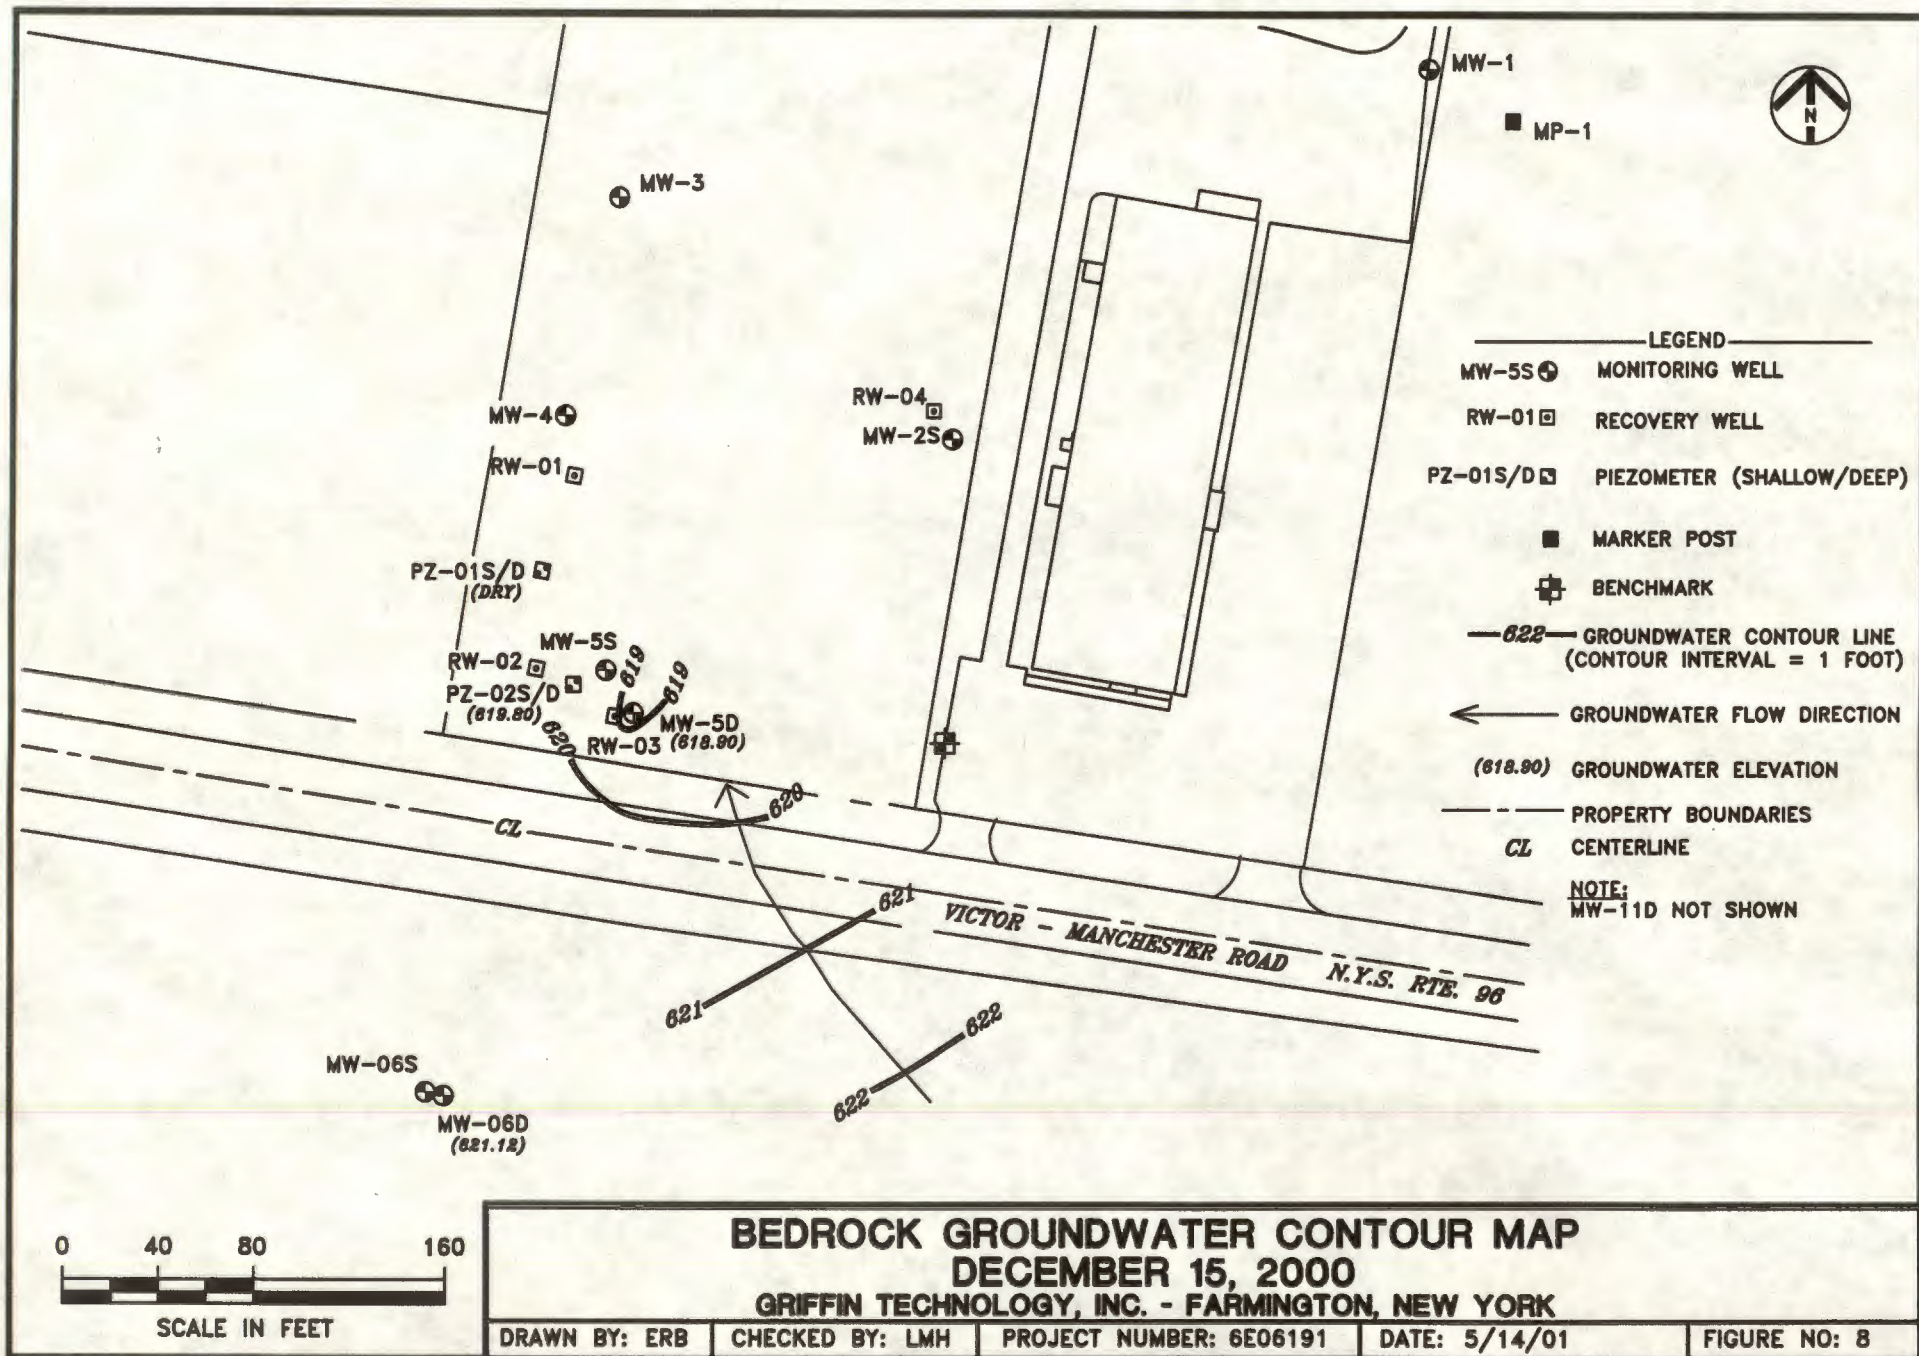 MW-1
N
MP-1
MW-3
LEGEND
MW-5S MONITORING WELL
RW-01 RECOVERY WELL
PZ-01S/D PIEZOMETER (SHALLOW/DEEP)
MARKER POST
BENCHMARK
622 GROUNDWATER CONTOUR LINE
(CONTOUR INTERVAL = 1 FOOT)
GROUNDWATER FLOW DIRECTION
(618.90) GROUNDWATER ELEVATION
PROPERTY BOUNDARIES
CL CENTERLINE
NOTE:
MW-11D NOT SHOWN
RW-04
MW-2S
MW-4
RW-01
PZ-01S/D
(DRY)
MW-5S
RW-02
PZ-02S/D
(619.80)
619
619
MW-5D
(618.90)
RW-03
620
620
CL
621
621
VICTOR - MANCHESTER ROAD N.Y.S. RTE. 96
622
622
MW-06S
MW-06D
(621.12)
0 40 80 160
SCALE IN FEET
BEDROCK GROUNDWATER CONTOUR MAP
DECEMBER 15, 2000
GRIFFIN TECHNOLOGY, INC. - FARMINGTON, NEW YORK
DRAWN BY: ERB CHECKED BY: LMH PROJECT NUMBER: 6E06191 DATE: 5/14/01 FIGURE NO: 8